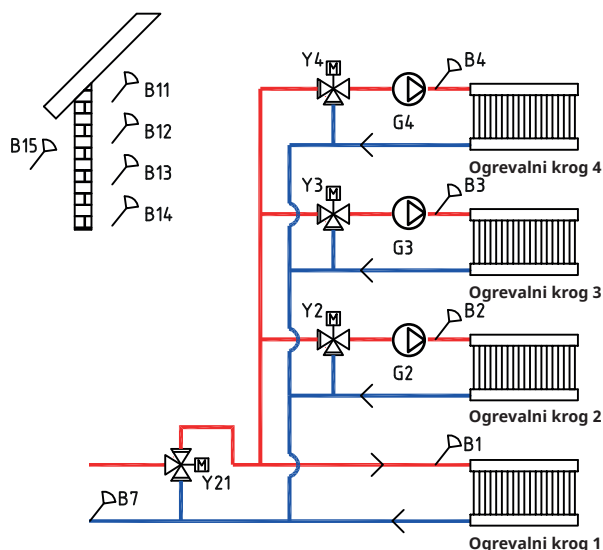 Y4
M
B4
G4
Ogrevalni krog 4
B11
B12
B15
B13
B14
Y3
M
B3
G3
Ogrevalni krog 3
Y2
M
B2
G2
Ogrevalni krog 2
B1
M
Y21
B7
Ogrevalni krog 1